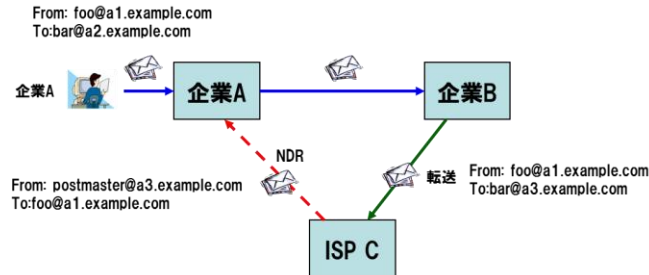 From: foo@a1.example.com
To:bar@a2.example.com
企業A
企業A
企業B
NDR
転送
From: foo@a1.example.com
To:bar@a3.example.com
From: postmaster@a3.example.com
To:foo@a1.example.com
ISP C